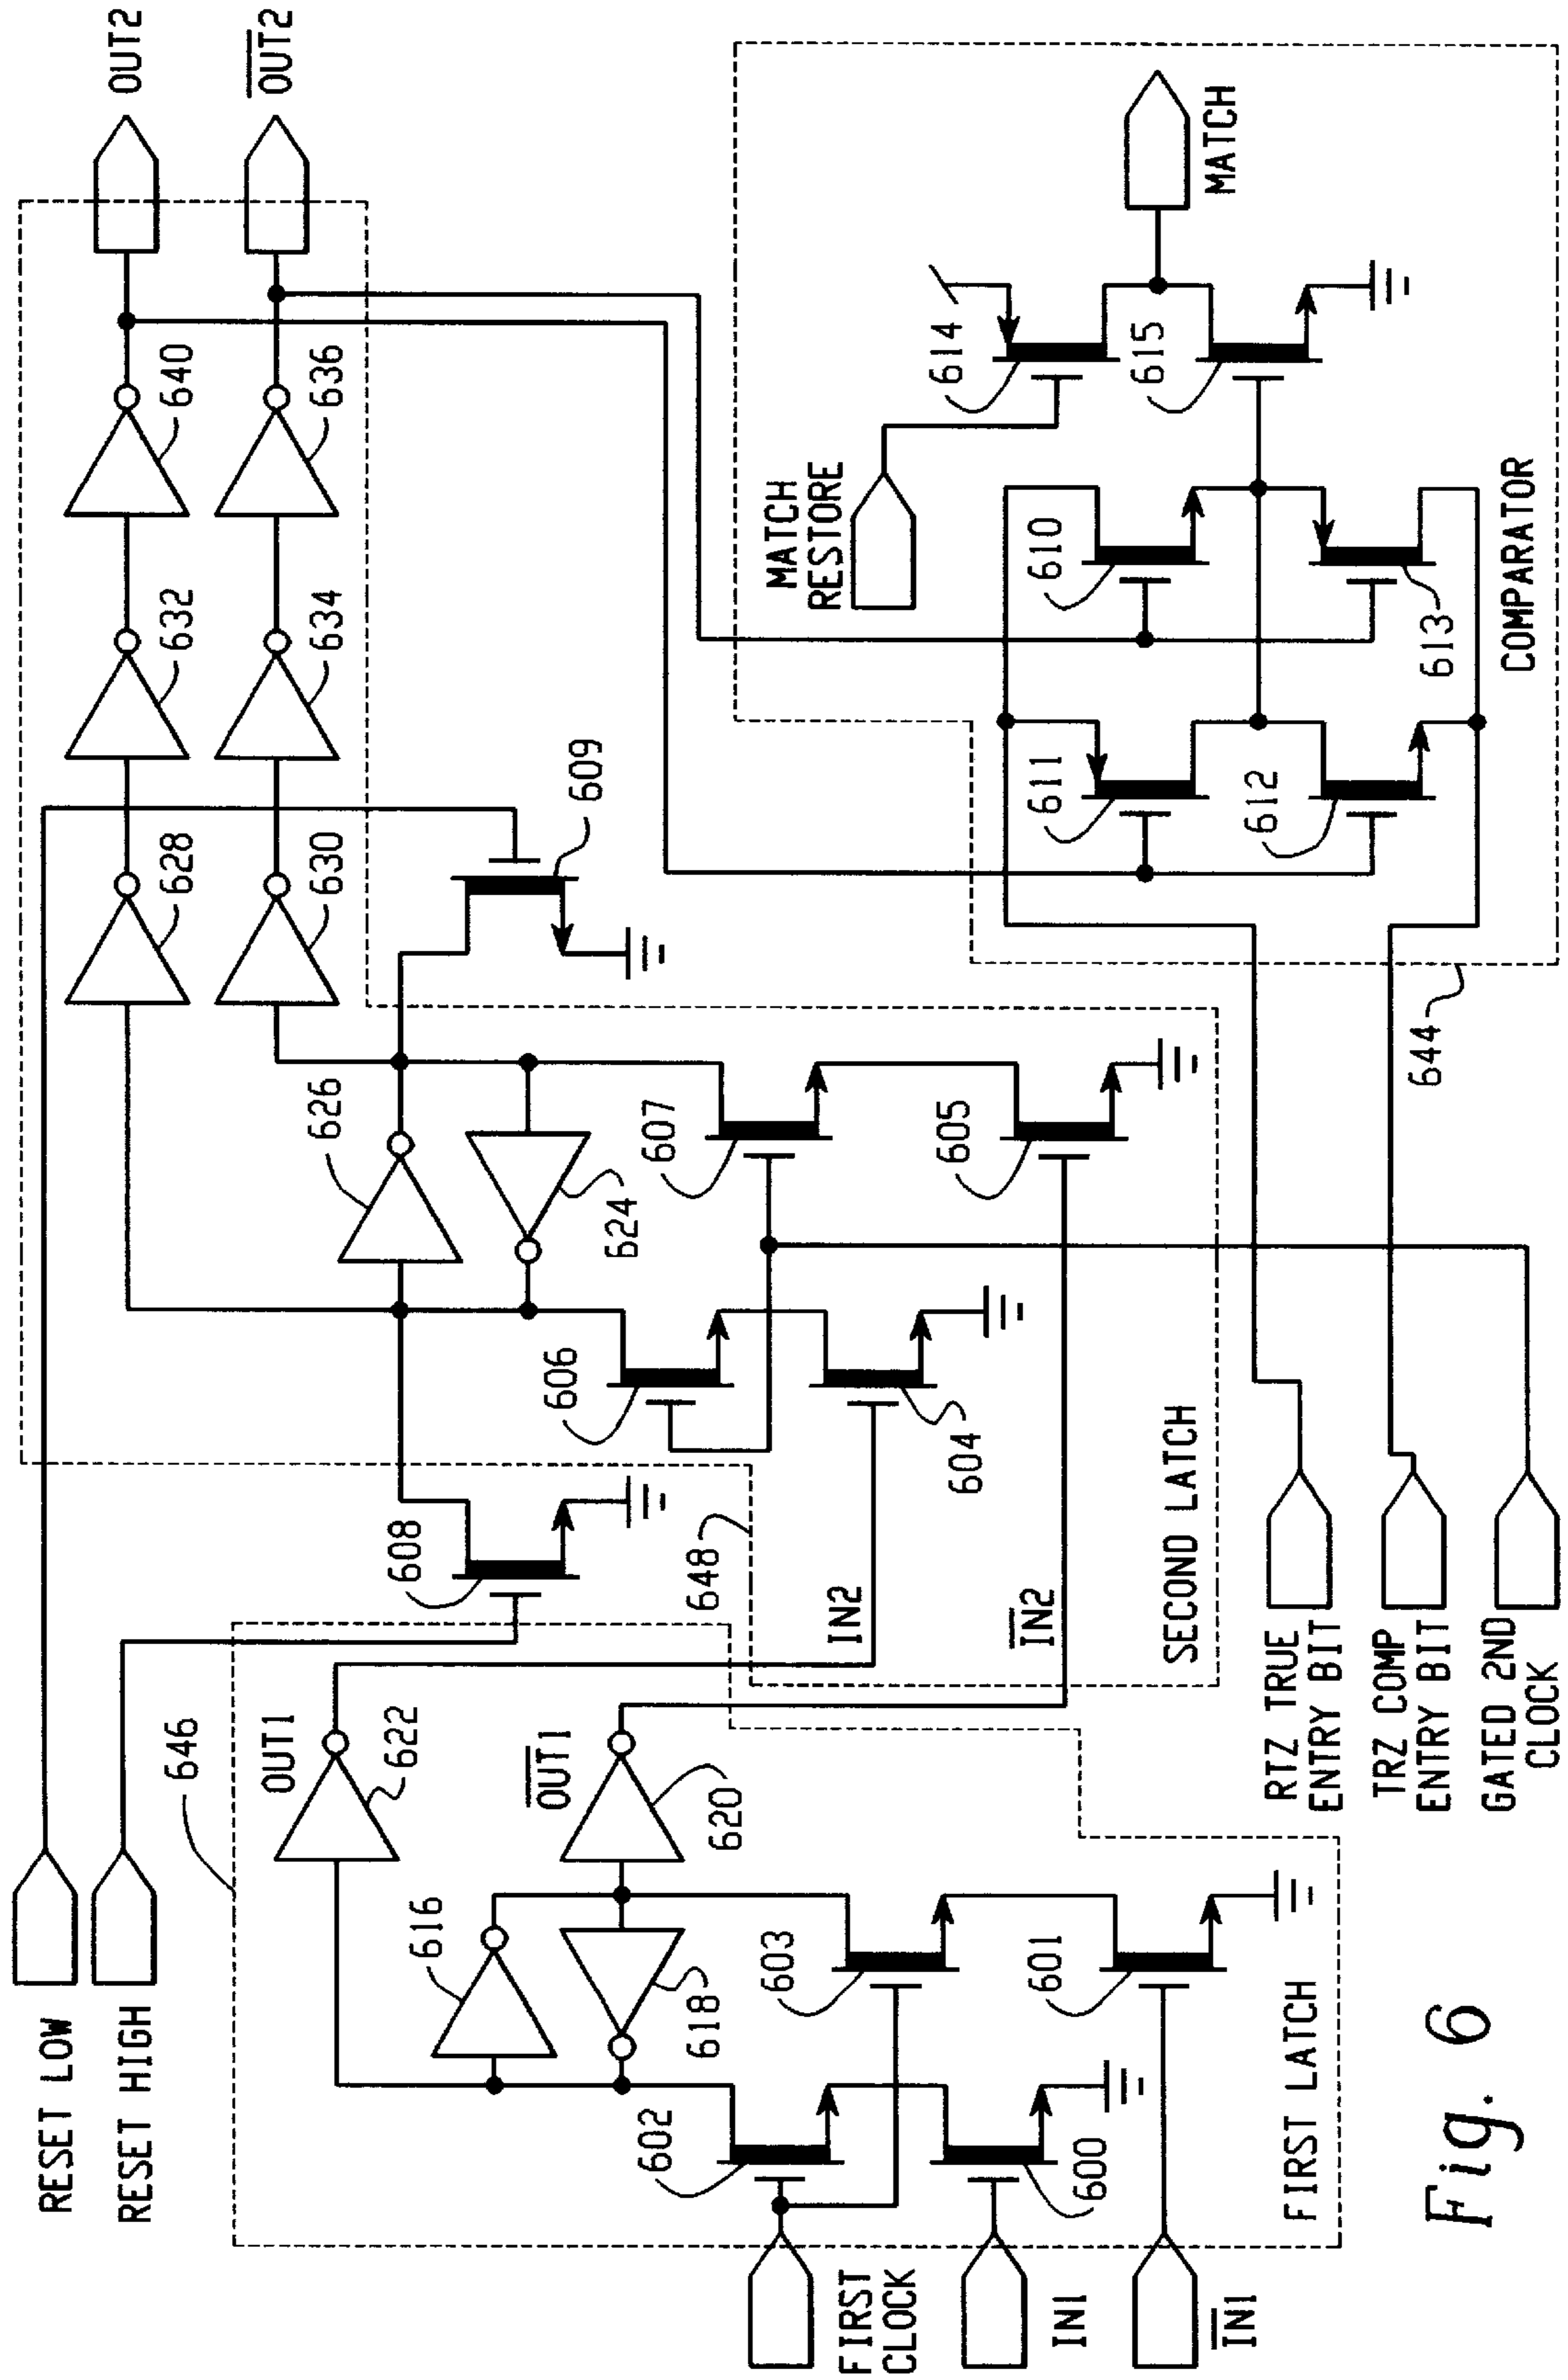 RESET LOW
RESET HIGH
646
OUT1
622
616
618
620
OUT1
602
603
600
601
FIRST LATCH
FIRST
CLOCK
IN1
IN1
608
648
IN2
IN2
SECOND LATCH
626
624
606
607
604
605
609
628
632
640
630
634
636
OUT2
OUT2
MATCH
RESTORE
614
615
MATCH
610
611
612
613
COMPARATOR
644
RTZ TRUE
ENTRY BIT
TRZ COMP
ENTRY BIT
GATED 2ND
CLOCK
Fig. 6